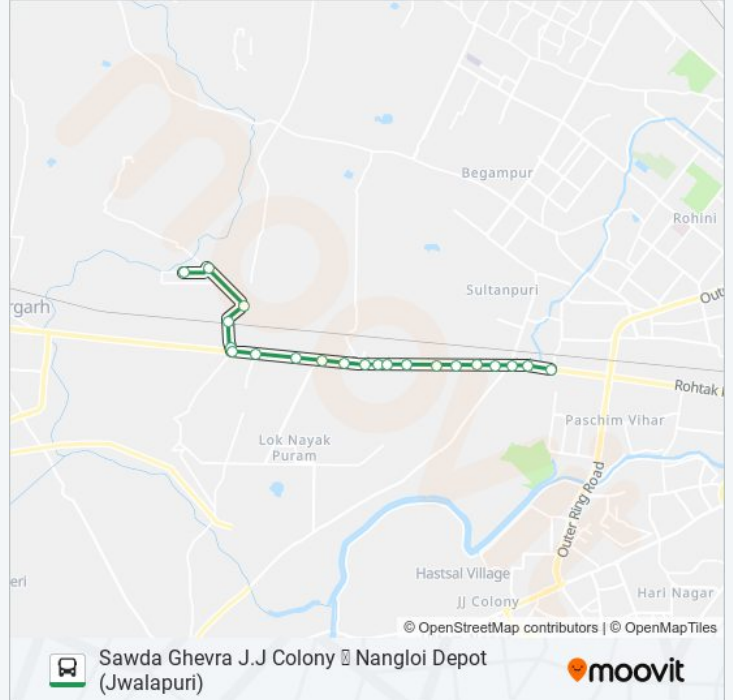 Begampur
Rohini
Sultanpuri
rgarh
Out
Rohtak
Paschim Vihar
Lok Nayak
Puram
Outer Ring Road
Hastsal Village
eri
JJ Colony
Hari Nagar
© OpenStreetMap contributors | © OpenMapTiles
Sawda Ghevra J.J Colony Nangloi Depot
(Jwalapuri)
moovit